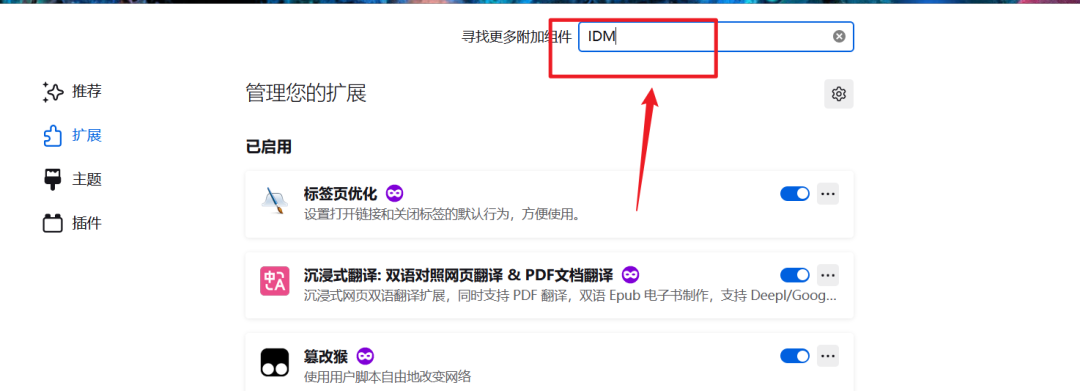 寻找更多附加组件 IDM
推荐
管理您的扩展
扩展
已启用
主题
标签页优化
设置打开链接和关闭标签的默认行为，方便使用。
插件
沉浸式翻译: 双语对照网页翻译 & PDF文档翻译
沉浸式网页双语翻译扩展，同时支持 PDF 翻译，双语 Epub 电子书制作，支持 Deepl/Goog...
中A
篡改猴
使用用户脚本自由地改变网络